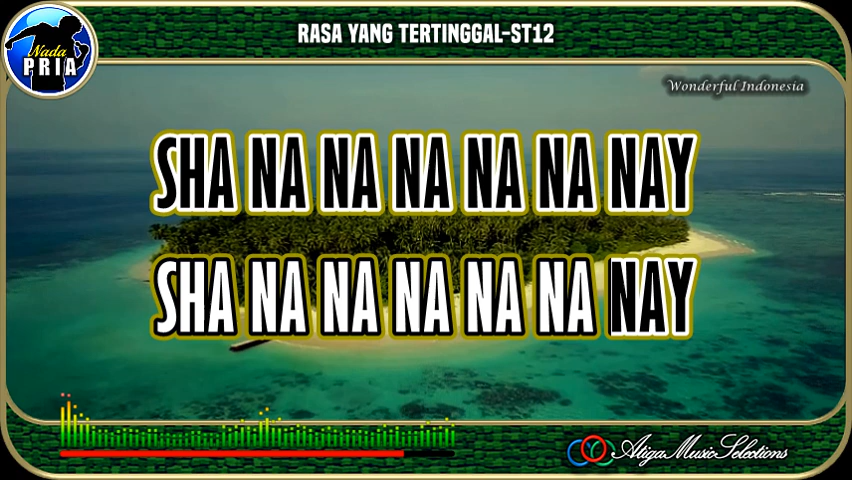 RASA YANG TERTINGGAL-ST12
Nada
PRIA
Wonderful Indonesia
SHA NA NA NA NA NA NAY
SHA NA NA NA NA NA NAY
AtigaMusicSelections